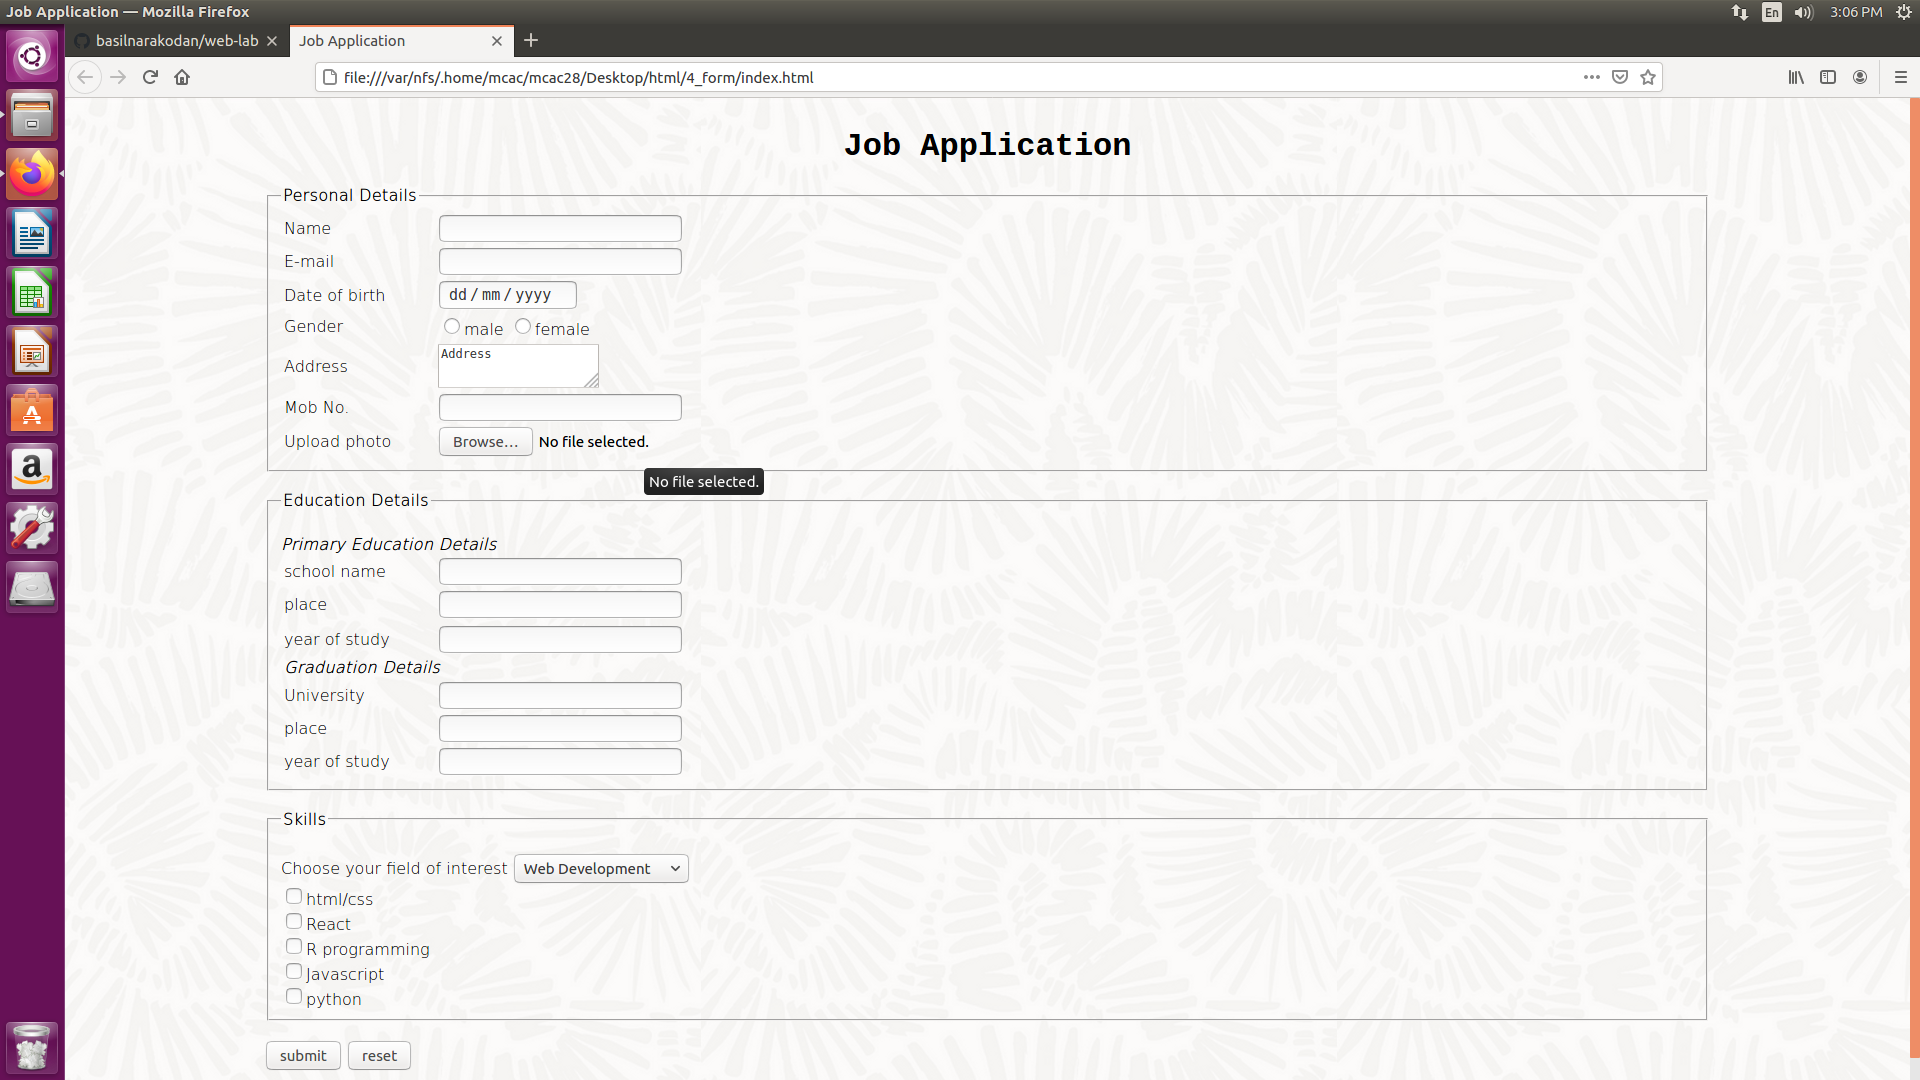 Job Application — Mozilla Firefox
En 3:06 PM
basilnarakodan/web-lab Job Application
file:///var/nfs/.home/mcac/mcac28/Desktop/html/4_form/index.html
Job Application
Personal Details
Name
E-mail
Date of birth dd / mm / yyyy
Gender male female
Address Address
Mob No.
Upload photo Browse... No file selected.
No file selected.
Education Details
Primary Education Details
school name
place
year of study
Graduation Details
University
place
year of study
Skills
Choose your field of interest Web Development
html/css
React
R programming
Javascript
python
submit reset